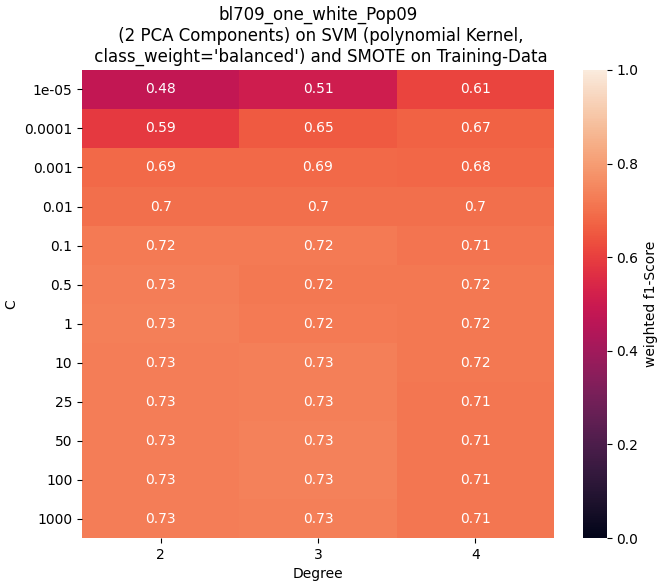 bl709_one_white_Pop09
(2 PCA Components) on SVM (polynomial Kernel,
class_weight='balanced') and SMOTE on Training-Data
1e-05 0.48 0.51 0.61
0.0001 0.59 0.65 0.67
0.001 0.69 0.69 0.68
0.01 0.7 0.7 0.7
0.1 0.72 0.72 0.71
0.5 0.73 0.72 0.72
1 0.73 0.72 0.72
10 0.73 0.73 0.72
25 0.73 0.73 0.71
50 0.73 0.73 0.71
100 0.73 0.73 0.71
1000 0.73 0.73 0.71
2 3 4
Degree
C
1.0
0.8
0.6
0.4
0.2
0.0
weighted f1-Score